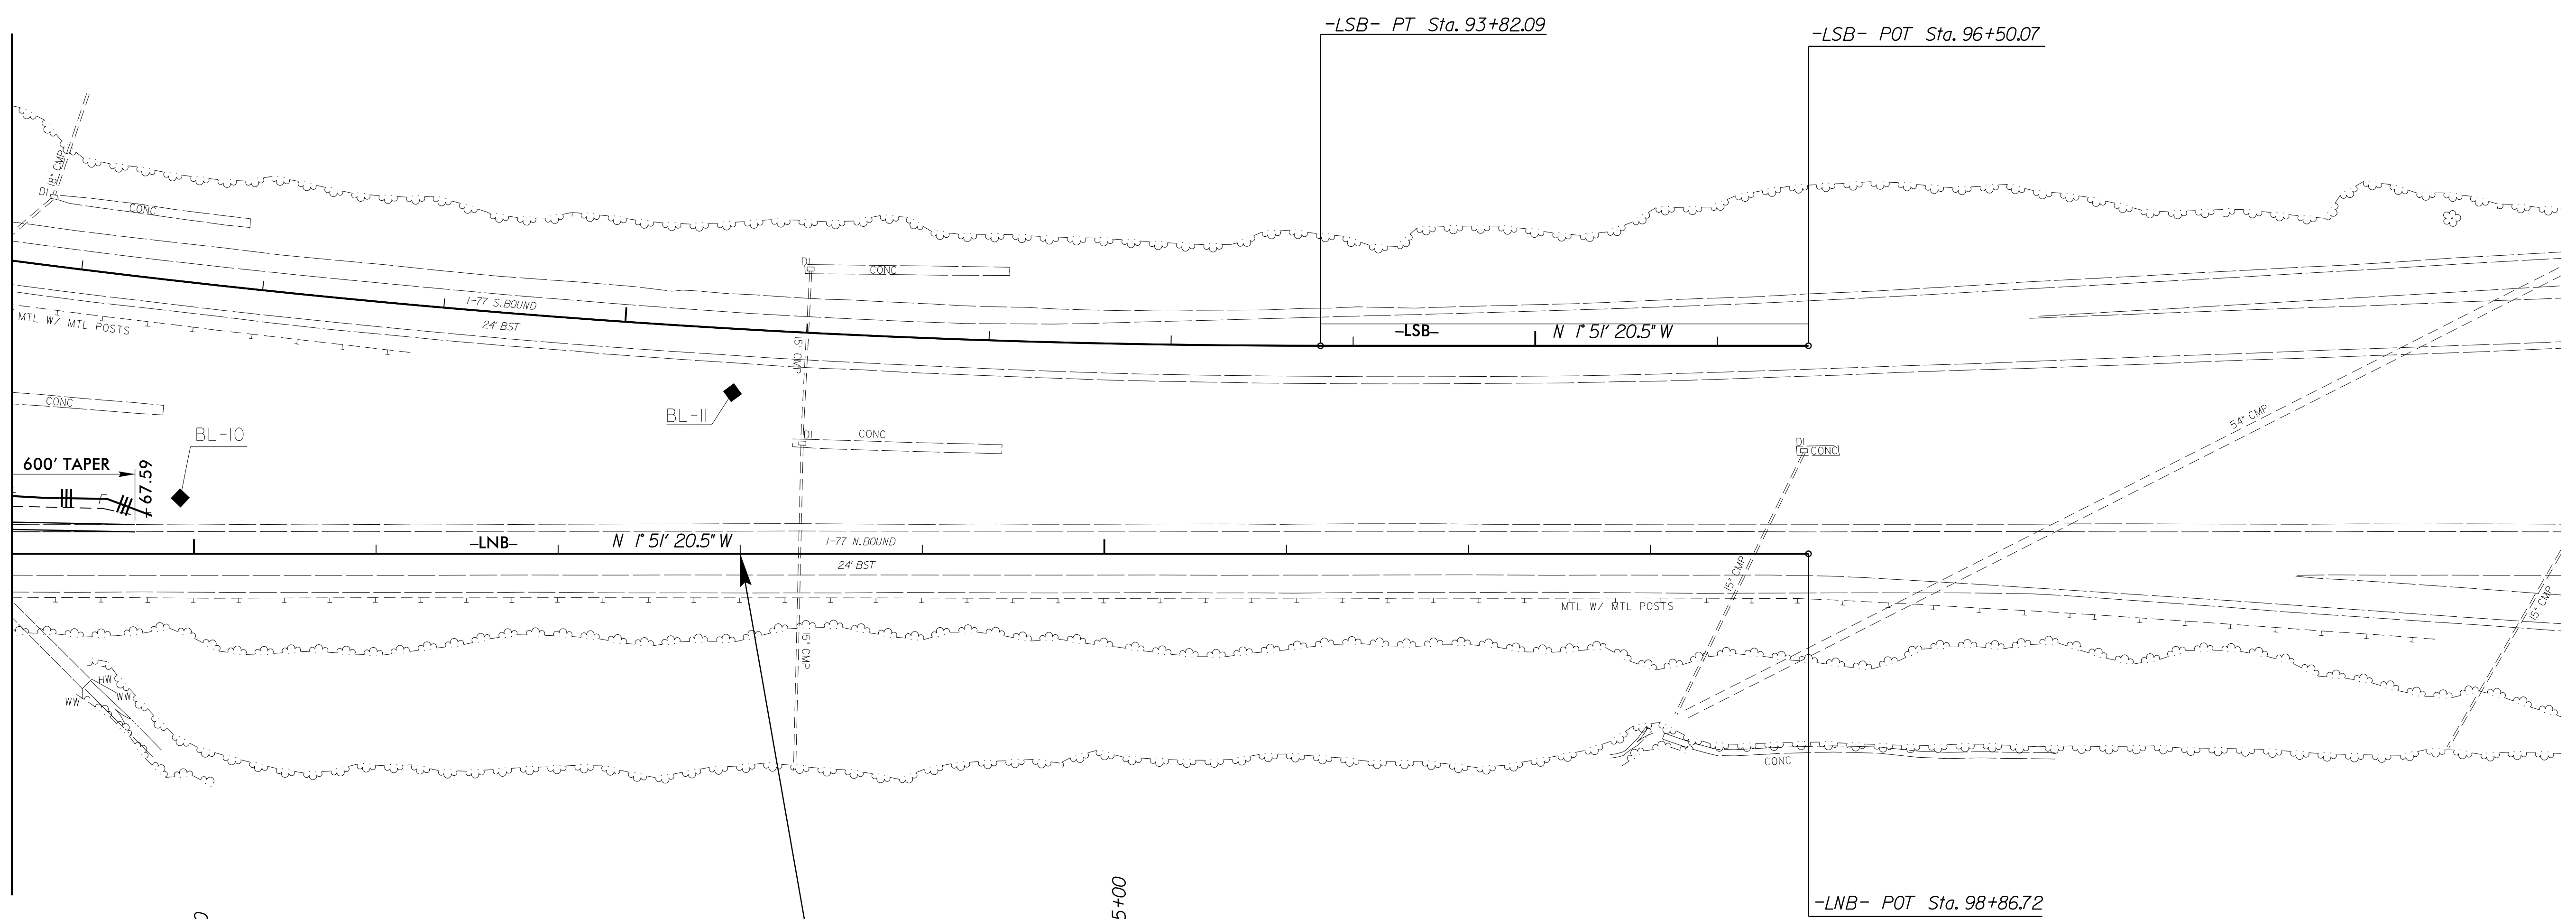 -LSB- PT Sta. 93+82.09
-LSB- POT Sta. 96+50.07
18" CMP
DI
CONC
DI
CONC
I-77 S.BOUND
24' BST
MTL W/ MTL POSTS
15" CMP
-LSB-
N 1° 51' 20.5" W
CONC
BL-11
BL-10
DI
CONC
54" CMP
DI
CONC
600' TAPER
+67.59
-LNB-
N 1° 51' 20.5" W
I-77 N.BOUND
24' BST
15" CMP
MTL W/ MTL POSTS
15" CMP
15" CMP
HW
WW
WW
CONC
5+00
-LNB- POT Sta. 98+86.72